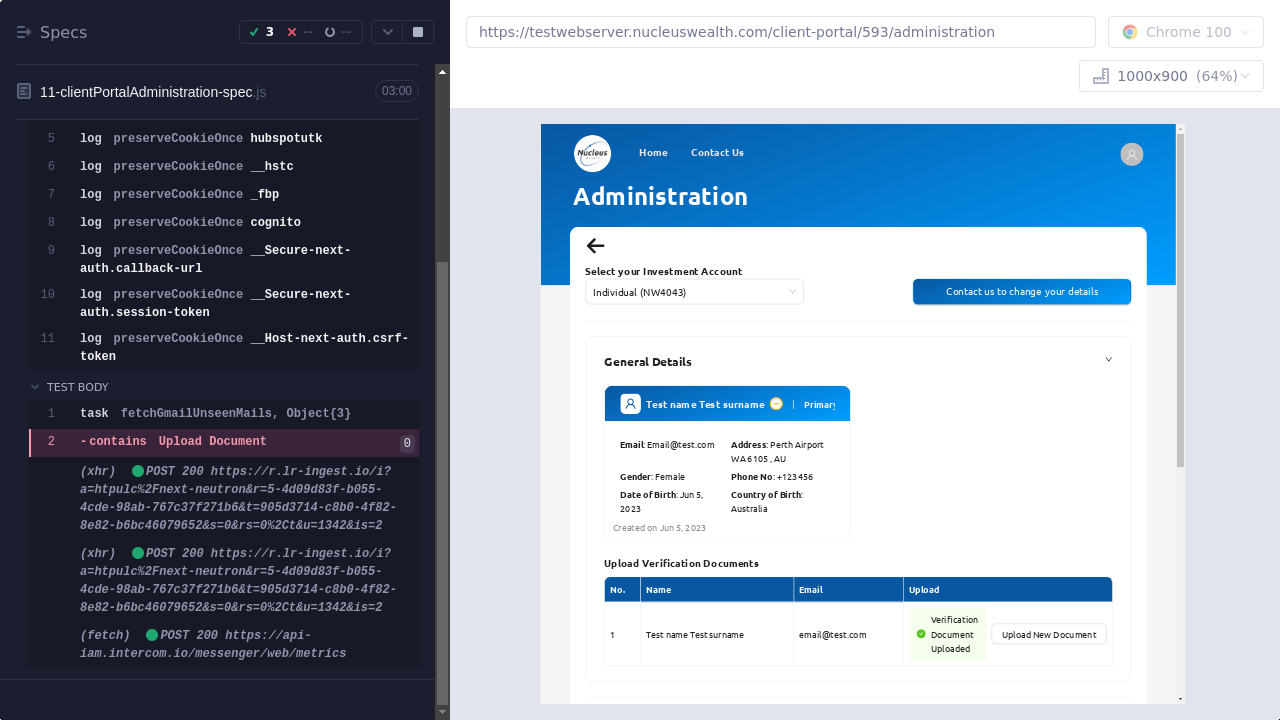 Specs
3
--
--
11-clientPortalAdministration-spec.js
03:00
5 log preserveCookieOnce hubspotutk
6 log preserveCookieOnce __hstc
7 log preserveCookieOnce _fbp
8 log preserveCookieOnce cognito
9 log preserveCookieOnce __Secure-next-
auth.callback-url
10 log preserveCookieOnce __Secure-next-
auth.session-token
11 log preserveCookieOnce __Host-next-auth.csrf-
token
TEST BODY
1 task fetchGmailUnseenMails, Object{3}
2 -contains Upload Document 0
(xhr) POST 200 https://r.lr-ingest.io/i?
a=htpulc%2Fnext-neutron&r=5-4d09d83f-b055-
4cde-98ab-767c37f271b6&t=905d3714-c8b0-4f82-
8e82-b6bc46079652&s=0&rs=0%2Ct&u=1342&is=2
(xhr) POST 200 https://r.lr-ingest.io/i?
a=htpulc%2Fnext-neutron&r=5-4d09d83f-b055-
4cde-98ab-767c37f271b6&t=905d3714-c8b0-4f82-
8e82-b6bc46079652&s=0&rs=0%2Ct&u=1342&is=2
(fetch) POST 200 https://api-
iam.intercom.io/messenger/web/metrics
https://testwebserver.nucleuswealth.com/client-portal/593/administration
Chrome 100
1000x900 (64%)
Nucleus
Home
Contact Us
Administration
Select your Investment Account
Individual (NW4043)
Contact us to change your details
General Details
Test name Test surname | Primary
Email: Email@test.com
Address: Perth Airport
WA 6105 , AU
Gender: Female
Phone No: +123456
Date of Birth: Jun 5,
2023
Country of Birth:
Australia
Created on Jun 5, 2023
Upload Verification Documents
No. Name Email Upload
1 Test name Test surname email@test.com
Verification
Document
Uploaded
Upload New Document